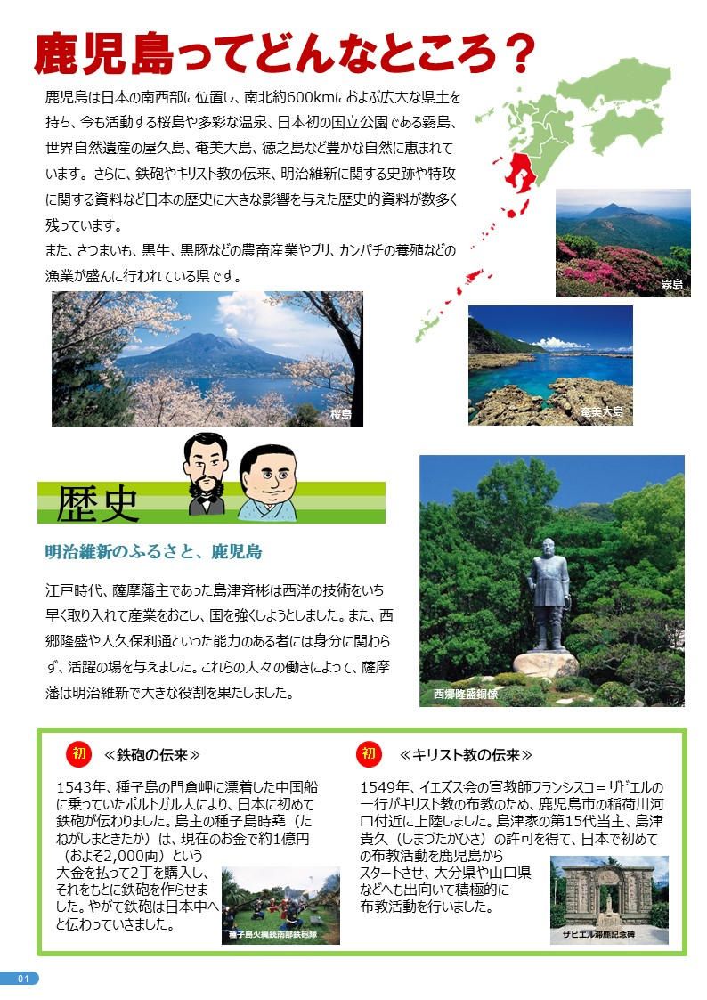 鹿児島ってどんなところ？
鹿児島は日本の南西部に位置し、南北約600kmにおよぶ広大な県土を
持ち、今も活動する桜島や多彩な温泉、日本初の国立公園である霧島、
世界自然遺産の屋久島、奄美大島、徳之島など豊かな自然に恵まれて
います。さらに、鉄砲やキリスト教の伝来、明治維新に関する史跡や特攻
に関する資料など日本の歴史に大きな影響を与えた歴史的資料が数多く
残っています。
また、さつまいも、黒牛、黒豚などの農畜産業やブリ、カンパチの養殖などの
漁業が盛んに行われている県です。
霧島
桜島
奄美大島
歴史
明治維新のふるさと、鹿児島
江戸時代、薩摩藩主であった島津斉彬は西洋の技術をいち
早く取り入れて産業をおこし、国を強くしようとしました。また、西
郷隆盛や大久保利通といった能力のある者には身分に関わら
ず、活躍の場を与えました。これらの人々の働きによって、薩摩
藩は明治維新で大きな役割を果たしました。
西郷隆盛銅像
初 ≪鉄砲の伝来≫
1543年、種子島の門倉岬に漂着した中国船
に乗っていたポルトガル人により、日本に初めて
鉄砲が伝わりました。島主の種子島時堯（た
ねがしまときたか）は、現在のお金で約1億円
（およそ2,000両）という
大金を払って2丁を購入し、
それをもとに鉄砲を作らせま
した。やがて鉄砲は日本中へ
と伝わっていきました。
種子島火縄銃南部鉄砲隊
初 ≪キリスト教の伝来≫
1549年、イエズス会の宣教師フランシスコ＝ザビエルの
一行がキリスト教の布教のため、鹿児島市の稲荷川河
口付近に上陸しました。島津家の第15代当主、島津
貴久（しまづたかひさ）の許可を得て、日本で初めて
の布教活動を鹿児島から
スタートさせ、大分県や山口県
などへも出向いて積極的に
布教活動を行いました。
ザビエル滞鹿記念碑
01